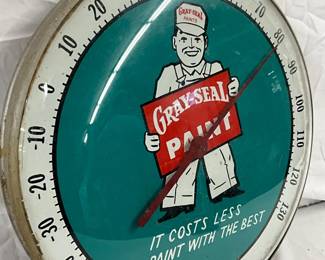 -30
-20
-10
0
10
20
70
80
90
100
110
120
130
GRAY-SEAL
PAINTS
GRAY-SEAL
PAINT
IT COSTS LESS
PAINT WITH THE BEST